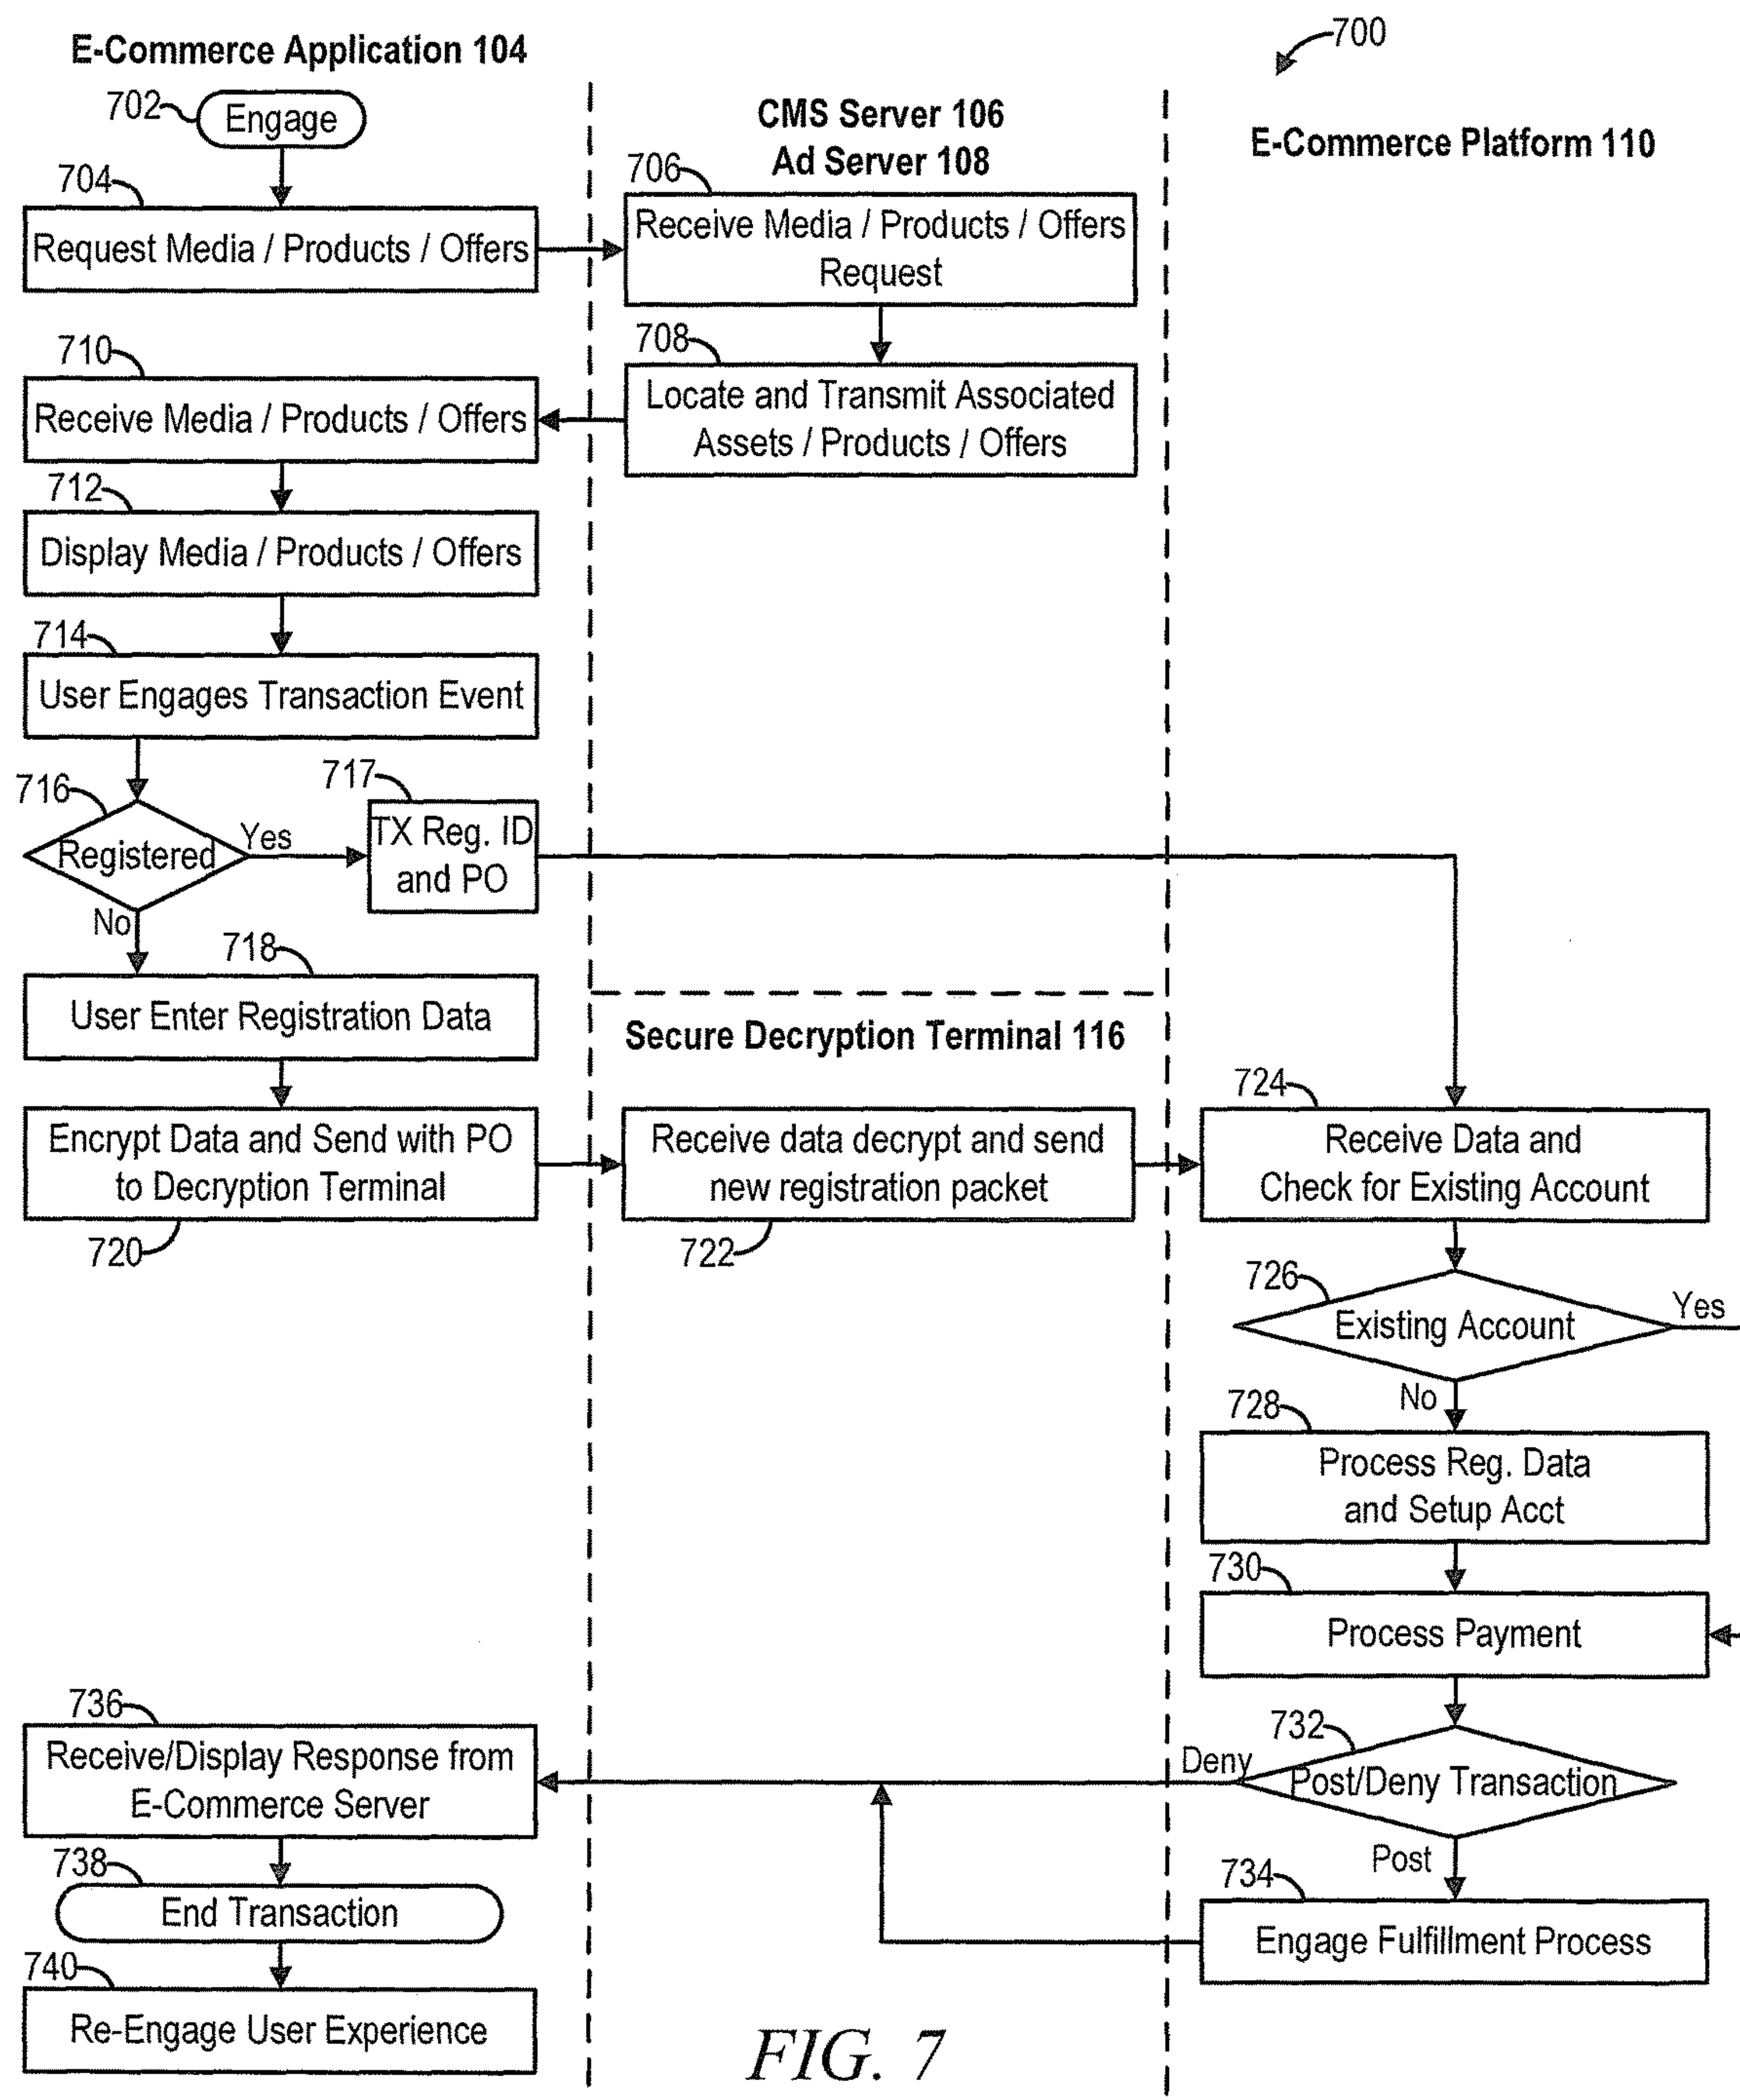 700
E-Commerce Application 104
702
Engage
CMS Server 106
Ad Server 108
E-Commerce Platform 110
704
Request Media / Products / Offers
706
Receive Media / Products / Offers
Request
708
Locate and Transmit Associated
Assets / Products / Offers
710
Receive Media / Products / Offers
712
Display Media / Products / Offers
714
User Engages Transaction Event
716
Registered
Yes
No
717
TX Reg. ID
and PO
718
User Enter Registration Data
Secure Decryption Terminal 116
Encrypt Data and Send with PO
to Decryption Terminal
720
Receive data decrypt and send
new registration packet
722
724
Receive Data and
Check for Existing Account
726
Existing Account
Yes
No
728
Process Reg. Data
and Setup Acct
730
Process Payment
732
Post/Deny Transaction
Deny
Post
734
Engage Fulfillment Process
736
Receive/Display Response from
E-Commerce Server
738
End Transaction
740
Re-Engage User Experience
FIG. 7